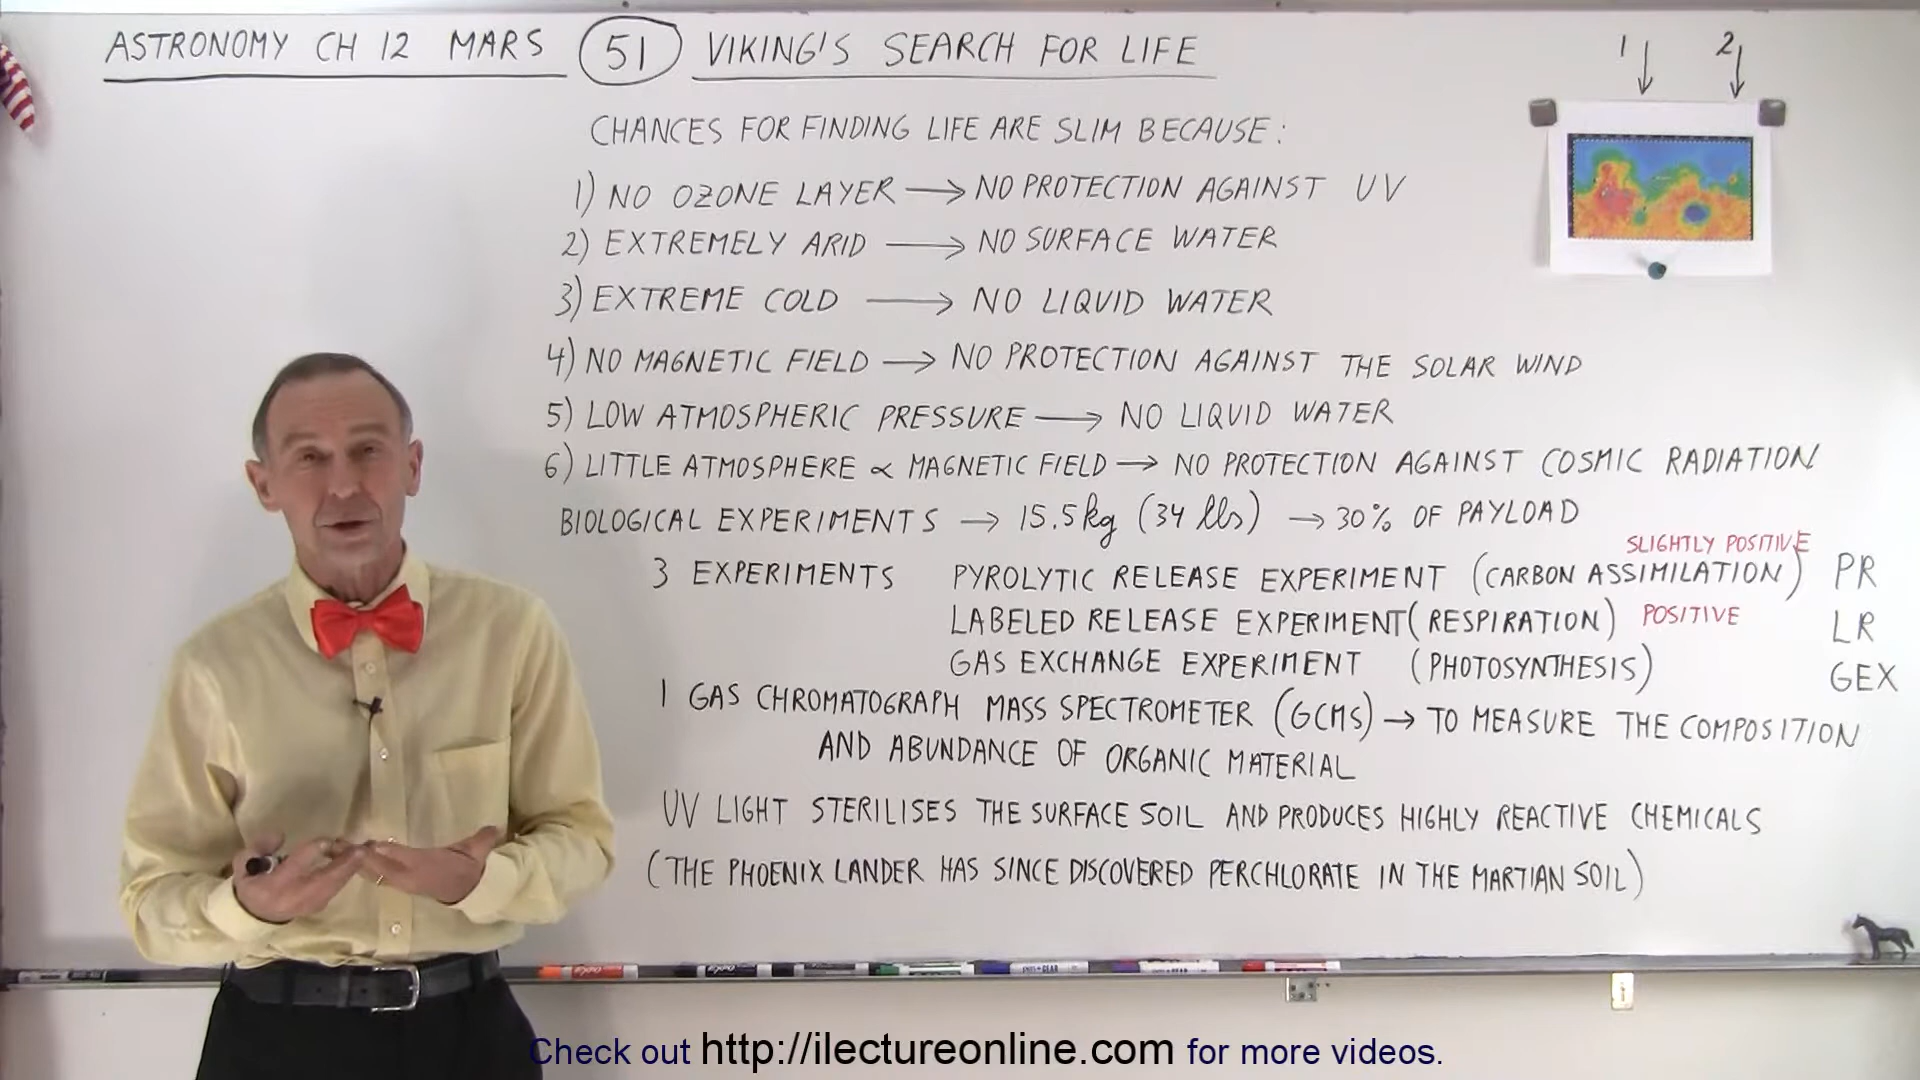 ASTRONOMY CH 12 MARS 51 VIKING'S SEARCH FOR LIFE
1 2
CHANCES FOR FINDING LIFE ARE SLIM BECAUSE:
1) NO OZONE LAYER → NO PROTECTION AGAINST UV
2) EXTREMELY ARID → NO SURFACE WATER
3) EXTREME COLD → NO LIQUID WATER
4) NO MAGNETIC FIELD → NO PROTECTION AGAINST THE SOLAR WIND
5) LOW ATMOSPHERIC PRESSURE → NO LIQUID WATER
6) LITTLE ATMOSPHERE & MAGNETIC FIELD → NO PROTECTION AGAINST COSMIC RADIATION
BIOLOGICAL EXPERIMENTS → 15.5kg (34 lbs) → 30% OF PAYLOAD
SLIGHTLY POSITIVE
3 EXPERIMENTS PYROLYTIC RELEASE EXPERIMENT (CARBON ASSIMILATION) PR
LABELED RELEASE EXPERIMENT (RESPIRATION) POSITIVE LR
GAS EXCHANGE EXPERIMENT (PHOTOSYNTHESIS) GEX
1 GAS CHROMATOGRAPH MASS SPECTROMETER (GCMS) → TO MEASURE THE COMPOSITION
AND ABUNDANCE OF ORGANIC MATERIAL
UV LIGHT STERILISES THE SURFACE SOIL AND PRODUCES HIGHLY REACTIVE CHEMICALS
(THE PHOENIX LANDER HAS SINCE DISCOVERED PERCHLORATE IN THE MARTIAN SOIL)
Check out http://ilectureonline.com for more videos.